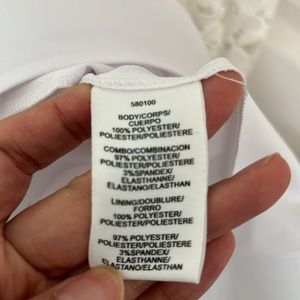 580100
BODY/CORPS/
CUERPO
100% POLYESTER/
POLIESTER/POLIESTERE
COMBO/COMBINACION
97% POLYESTER/
POLIESTER/POLIESTERE
3%SPANDEX/
ELASTHANNE/
ELASTANO/ELASTHAN
LINING/DOUBLURE/
FORRO
100% POLYESTER/
POLIESTER/POLIESTERE
97% POLYESTER/
POLIESTER/POLIESTERE
3%SPANDEX/
ELASTHANNE/
ELASTANO/ELASTHAN